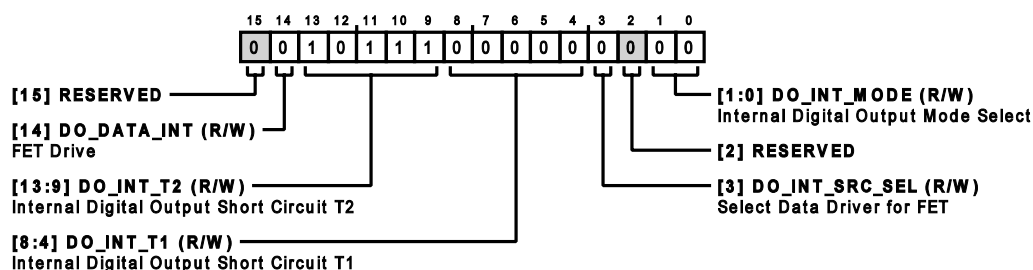 15 14 13 12 11 10 9 8 7 6 5 4 3 2 1 0
0 0 1 0 1 1 1 0 0 0 0 0 0 0 0 0
[15] RESERVED
[14] DO_DATA_INT (R/W)
FET Drive
[13:9] DO_INT_T2 (R/W)
Internal Digital Output Short Circuit T2
[8:4] DO_INT_T1 (R/W)
Internal Digital Output Short Circuit T1
[1:0] DO_INT_MODE (R/W)
Internal Digital Output Mode Select
[2] RESERVED
[3] DO_INT_SRC_SEL (R/W)
Select Data Driver for FET